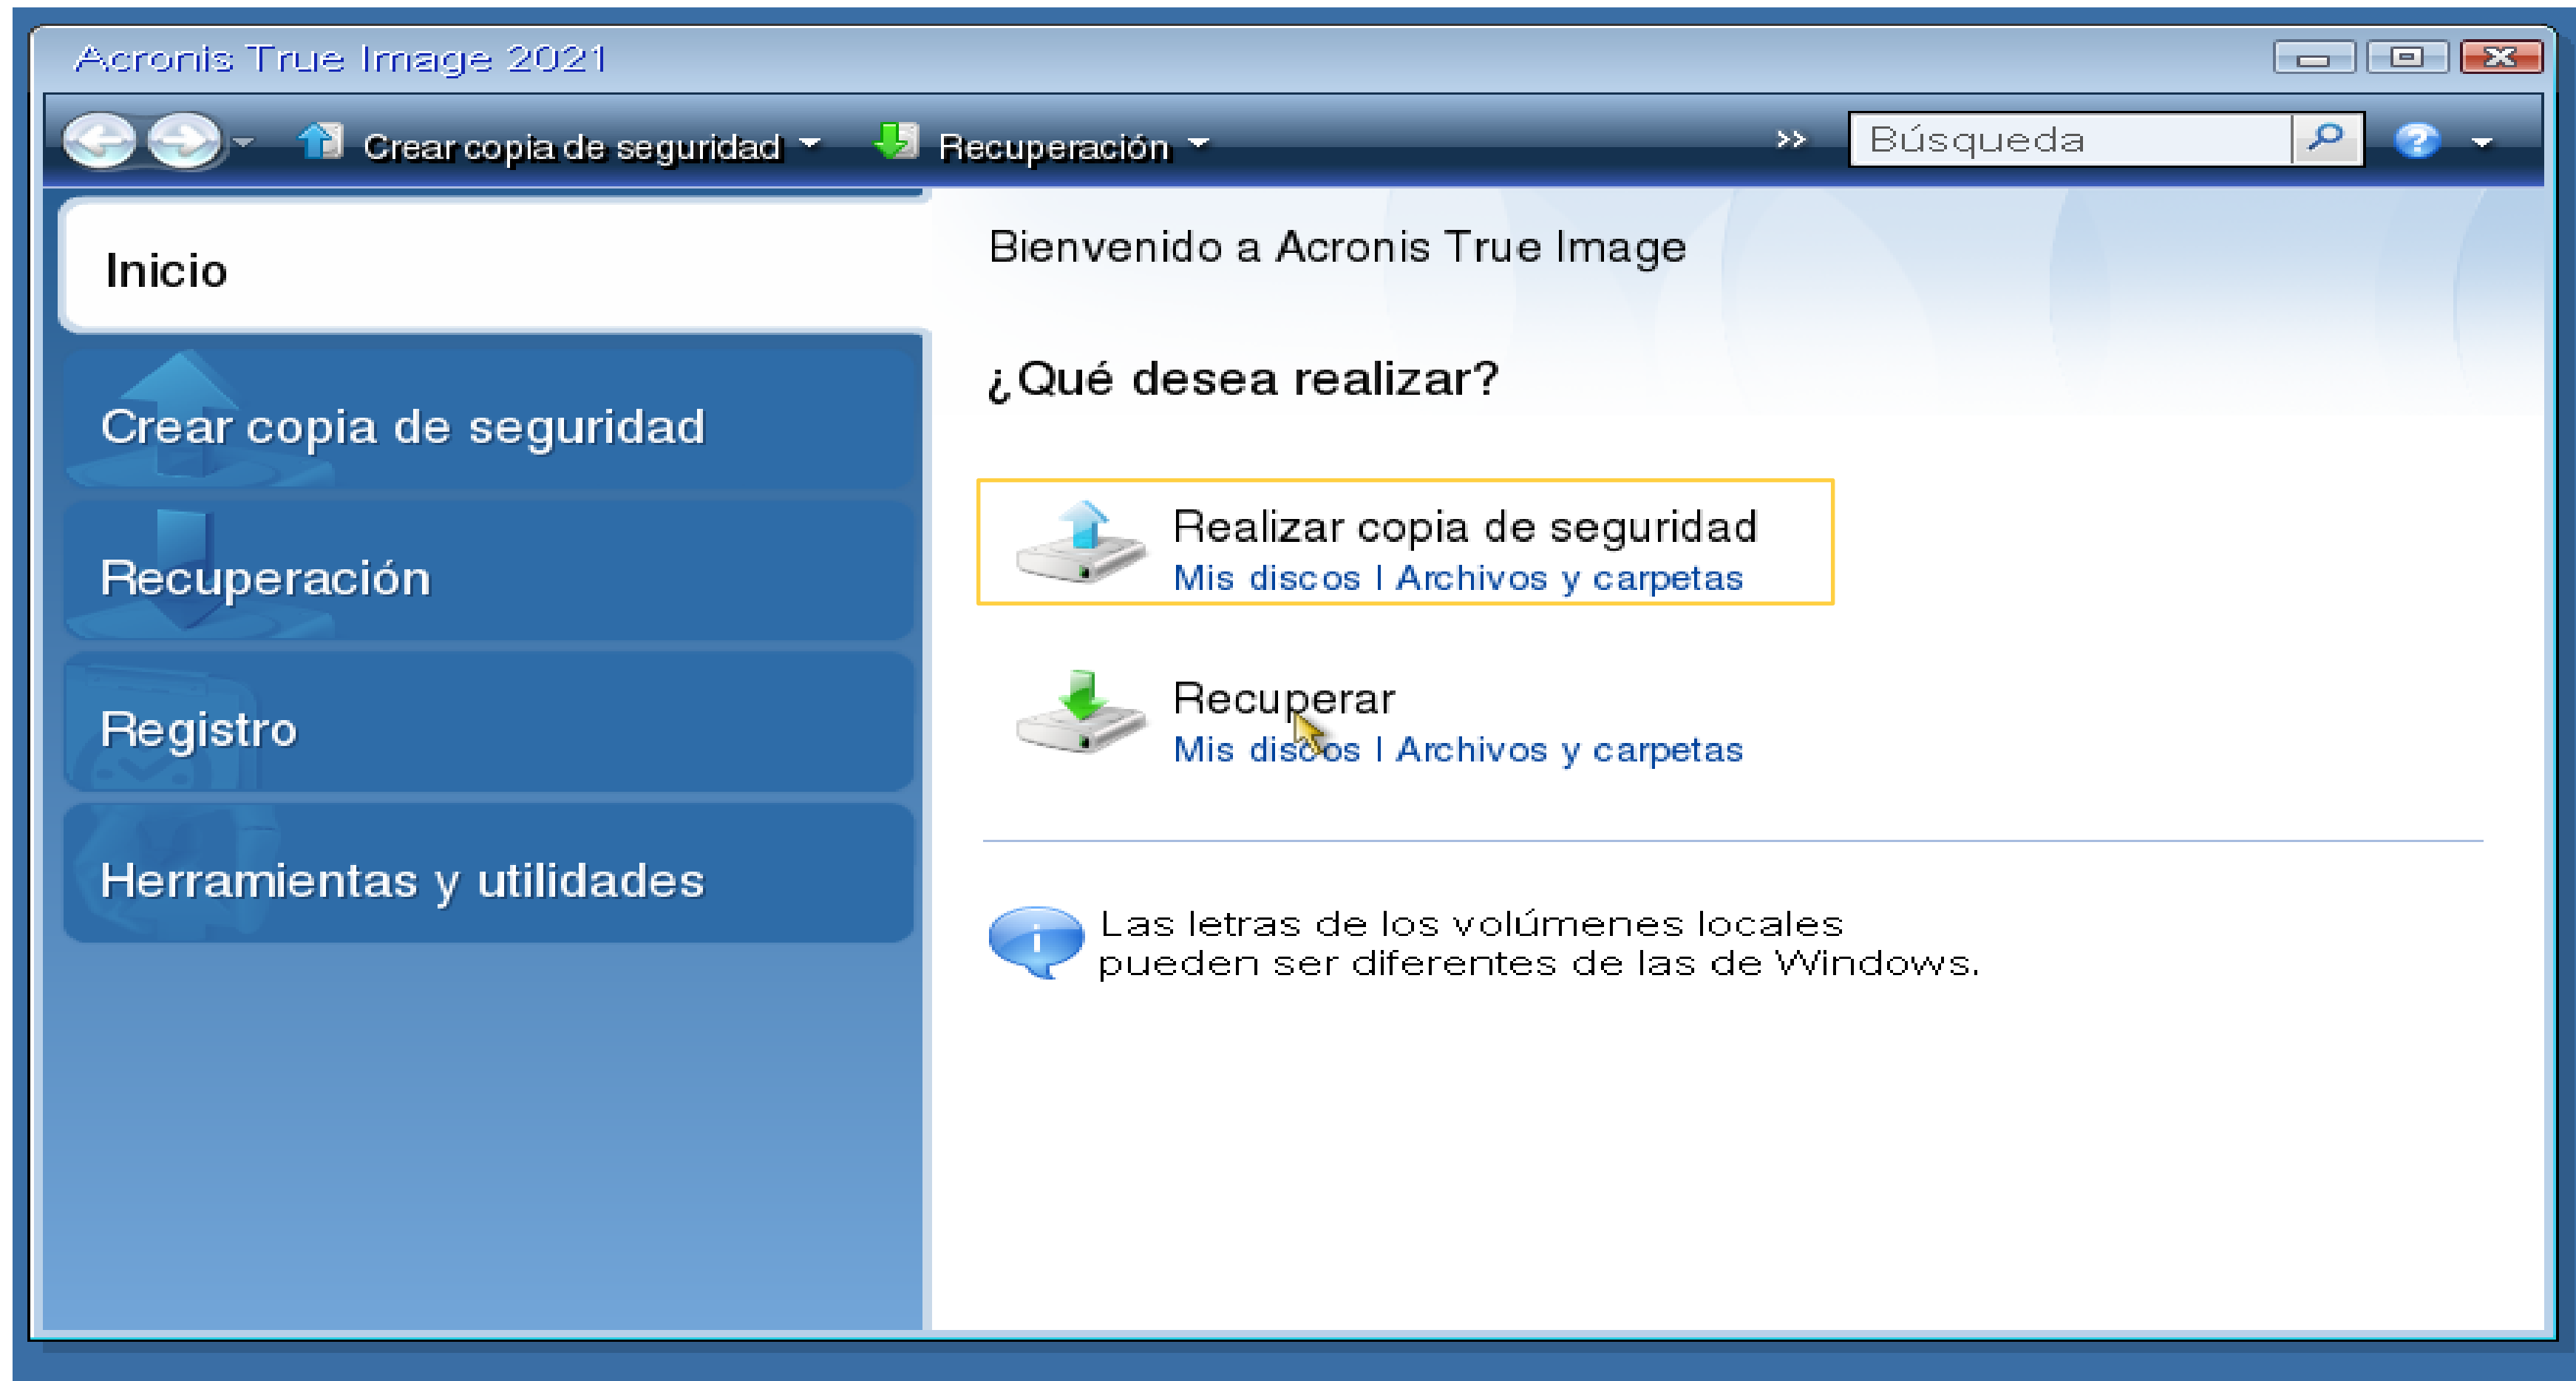 Acronis True Image 2021
Crear copia de seguridad
Recuperación
>>
Búsqueda
?
Inicio
Crear copia de seguridad
Recuperación
Registro
Herramientas y utilidades
Bienvenido a Acronis True Image
¿Qué desea realizar?
Realizar copia de seguridad
Mis discos | Archivos y carpetas
Recuperar
Mis discos | Archivos y carpetas
Las letras de los volúmenes locales
pueden ser diferentes de las de Windows.